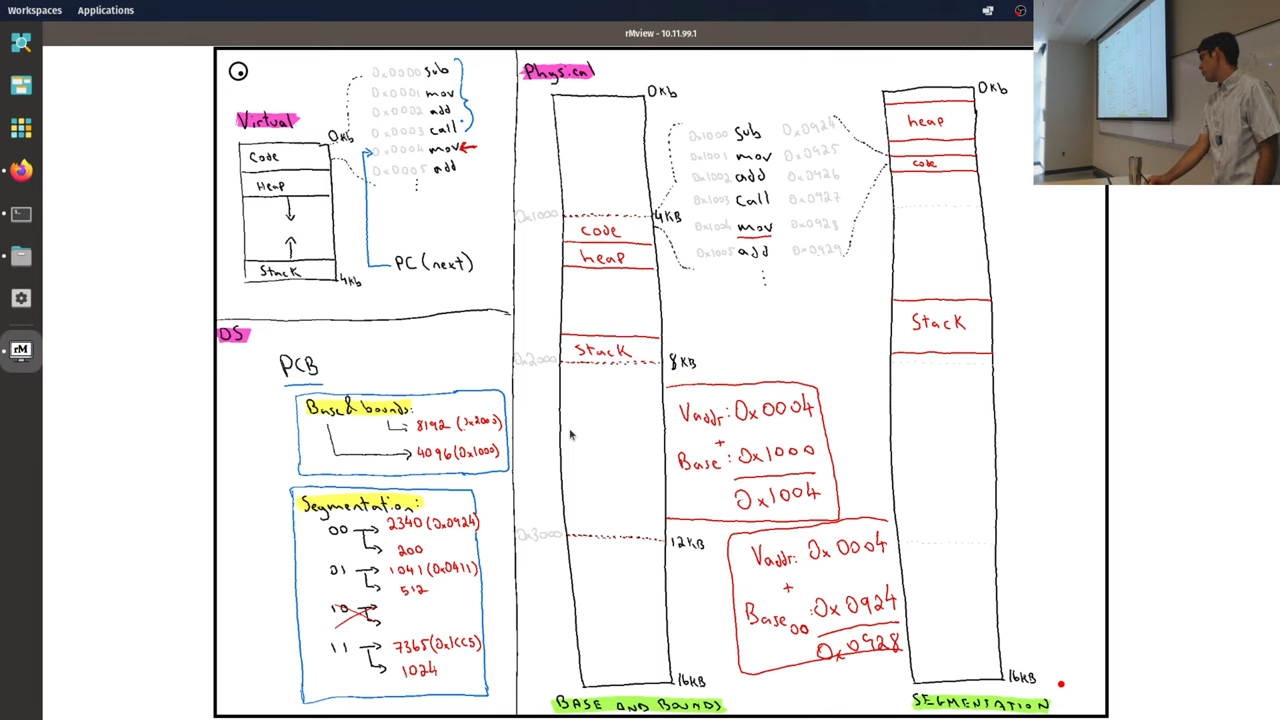 Workspaces Applications
rMview - 10.11.99.1
Virtual
0Kb
Code
Heap
Stack
4Kb
0x0000 sub
0x0001 mov
0x0002 add
0x0003 call
0x0004 mov
0x0005 add
PC (next)
OS
PCB
Base & bounds:
8192 (0x2000)
4096 (0x1000)
Segmentation:
00 2340 (0x0924)
200
01 1041 (0x0411)
512
10
11 7365 (0x1CC5)
1024
Physical
0Kb
0x1000
4KB
code
heap
stack
0x2000
8KB
0x3000
12KB
16KB
BASE AND BOUNDS
0x1000 sub 0x0924
0x1001 mov 0x0925
0x1002 add 0x0926
0x1003 call 0x0927
0x1004 mov 0x0928
0x1005 add 0x0929
Vaddr: 0x0004
+
Base: 0x1000
0x1004
Vaddr: 0x0004
+
Base00: 0x0924
0x0928
0Kb
heap
code
Stack
16KB
SEGMENTATION
rM